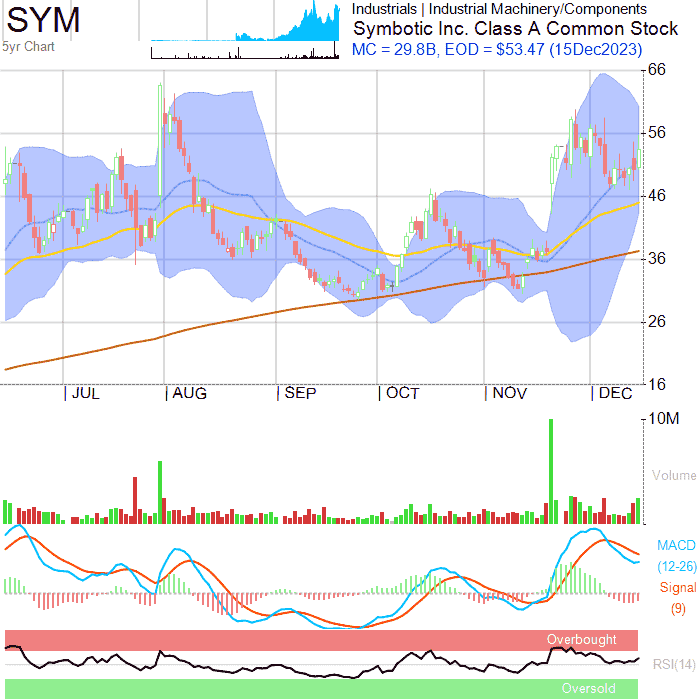 SYM
5yr Chart
Industrials | Industrial Machinery/Components
Symbotic Inc. Class A Common Stock
MC = 29.8B, EOD = $53.47 (15Dec2023)
66
56
46
36
26
16
| JUL | AUG | SEP | OCT | NOV | DEC
10M
Volume
MACD
(12-26)
Signal
(9)
Overbought
RSI(14)
Oversold